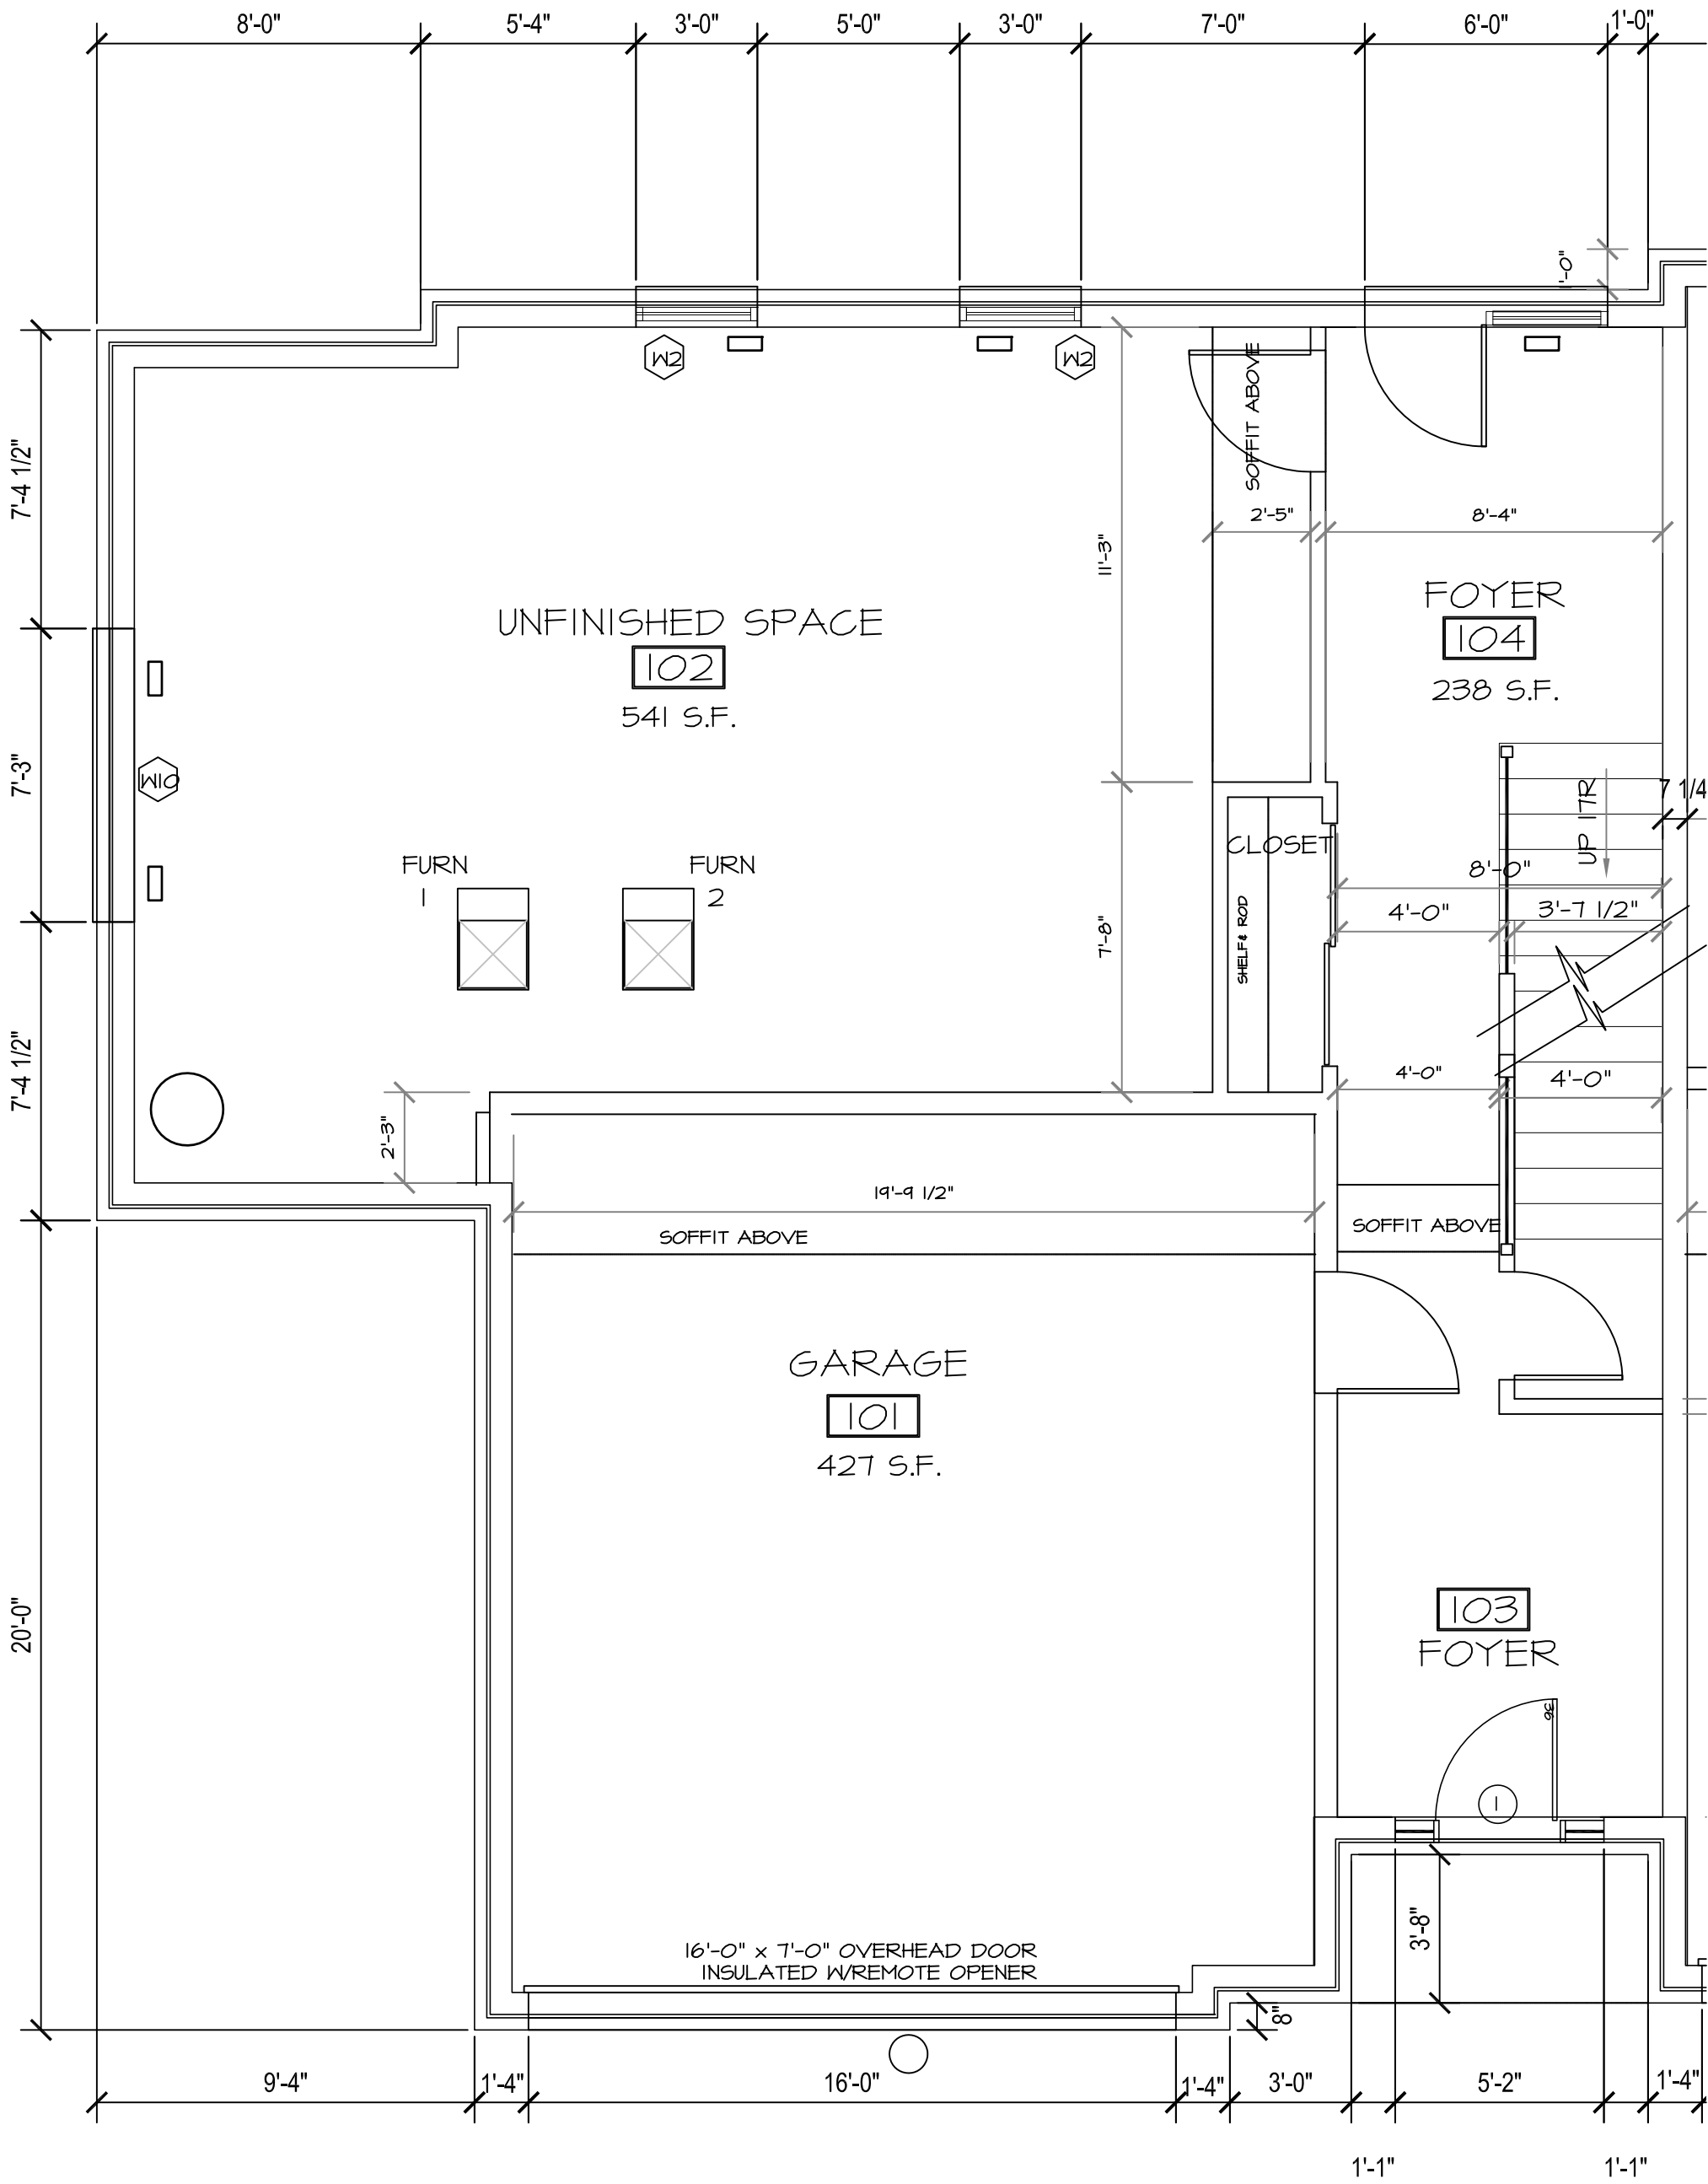 8'-0"
5'-4"
3'-0"
5'-0"
3'-0"
7'-0"
6'-0"
1'-0"
W2
W2
SOFFIT ABOVE
7'-4 1/2"
2'-5"
8'-4"
11'-3"
UNFINISHED SPACE
102
541 S.F.
FOYER
104
238 S.F.
7'-3"
W10
UP 17R
7 1/4
CLOSET
8'-0"
FURN
1
FURN
2
4'-0"
3'-7 1/2"
SHELF& ROD
7'-8"
7'-4 1/2"
4'-0"
4'-0"
2'-3"
19'-9 1/2"
SOFFIT ABOVE
SOFFIT ABOVE
GARAGE
101
427 S.F.
20'-0"
103
FOYER
36
1
3'-8"
16'-0" x 7'-0" OVERHEAD DOOR
INSULATED W/REMOTE OPENER
8"
9'-4"
1'-4"
16'-0"
1'-4"
3'-0"
5'-2"
1'-4"
1'-1"
1'-1"